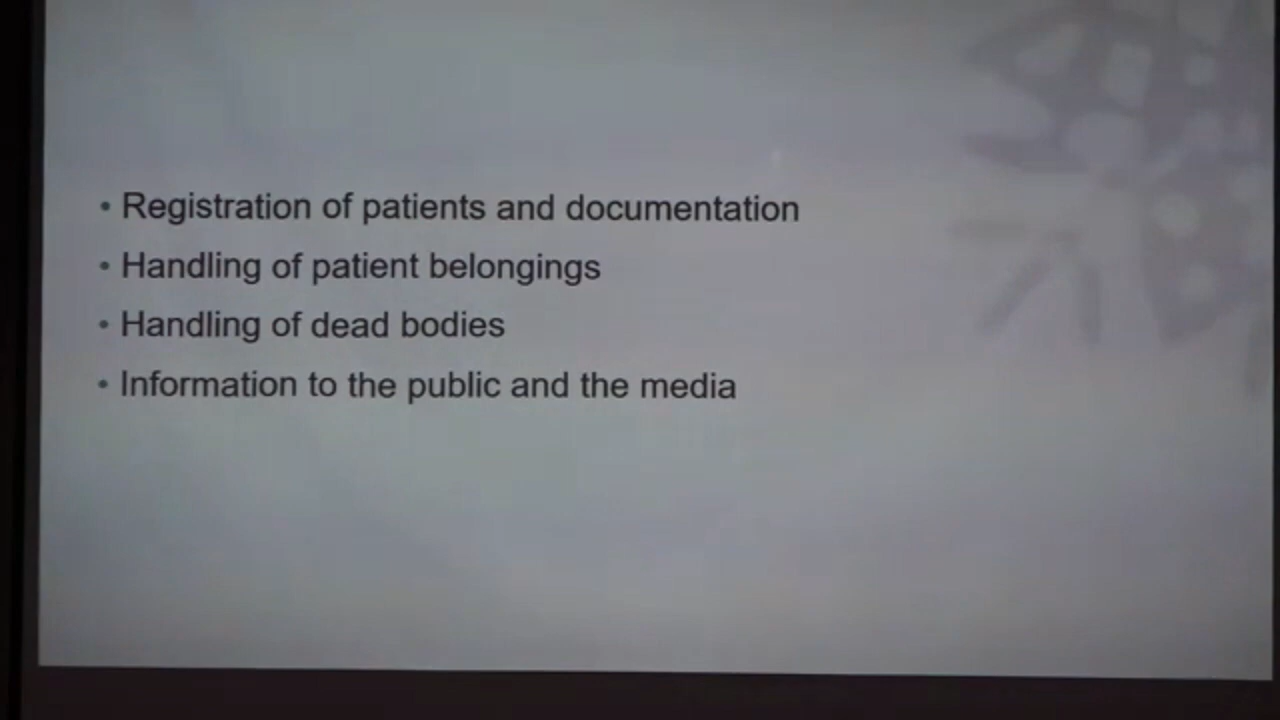 • Registration of patients and documentation
• Handling of patient belongings
• Handling of dead bodies
• Information to the public and the media